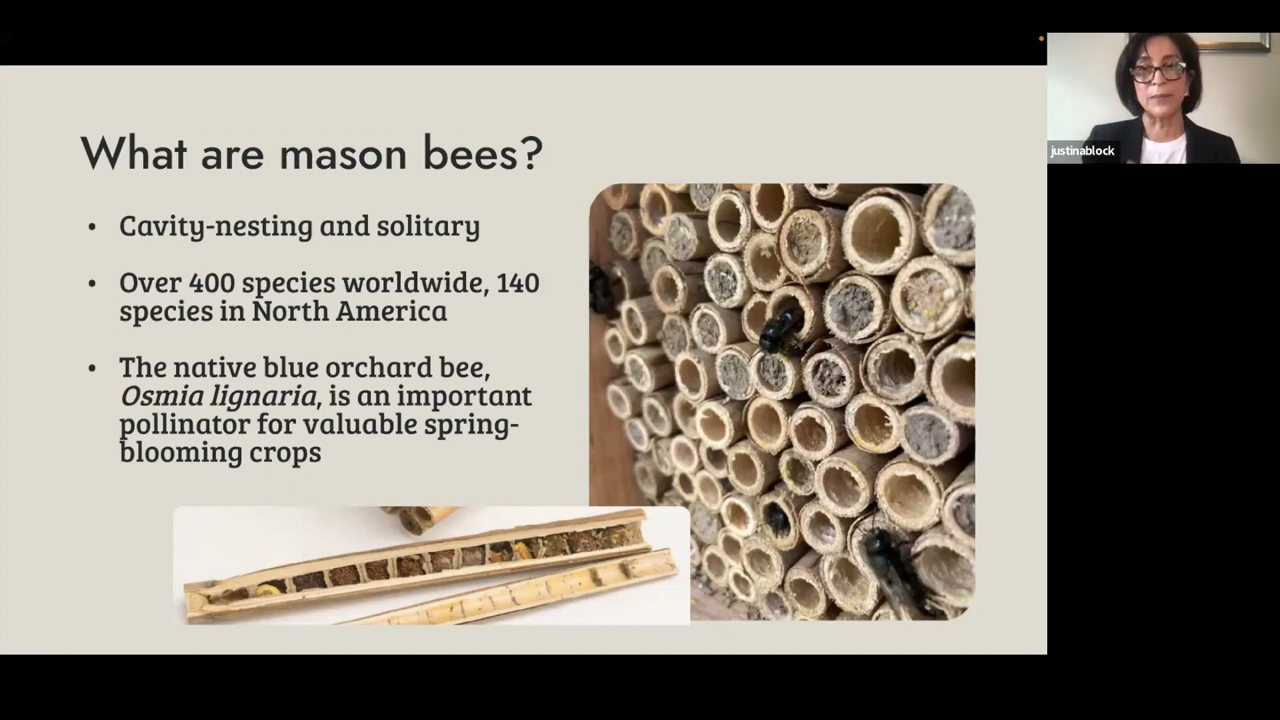 What are mason bees?
• Cavity-nesting and solitary
• Over 400 species worldwide, 140
species in North America
• The native blue orchard bee,
Osmia lignaria, is an important
pollinator for valuable spring-
blooming crops
justinablock